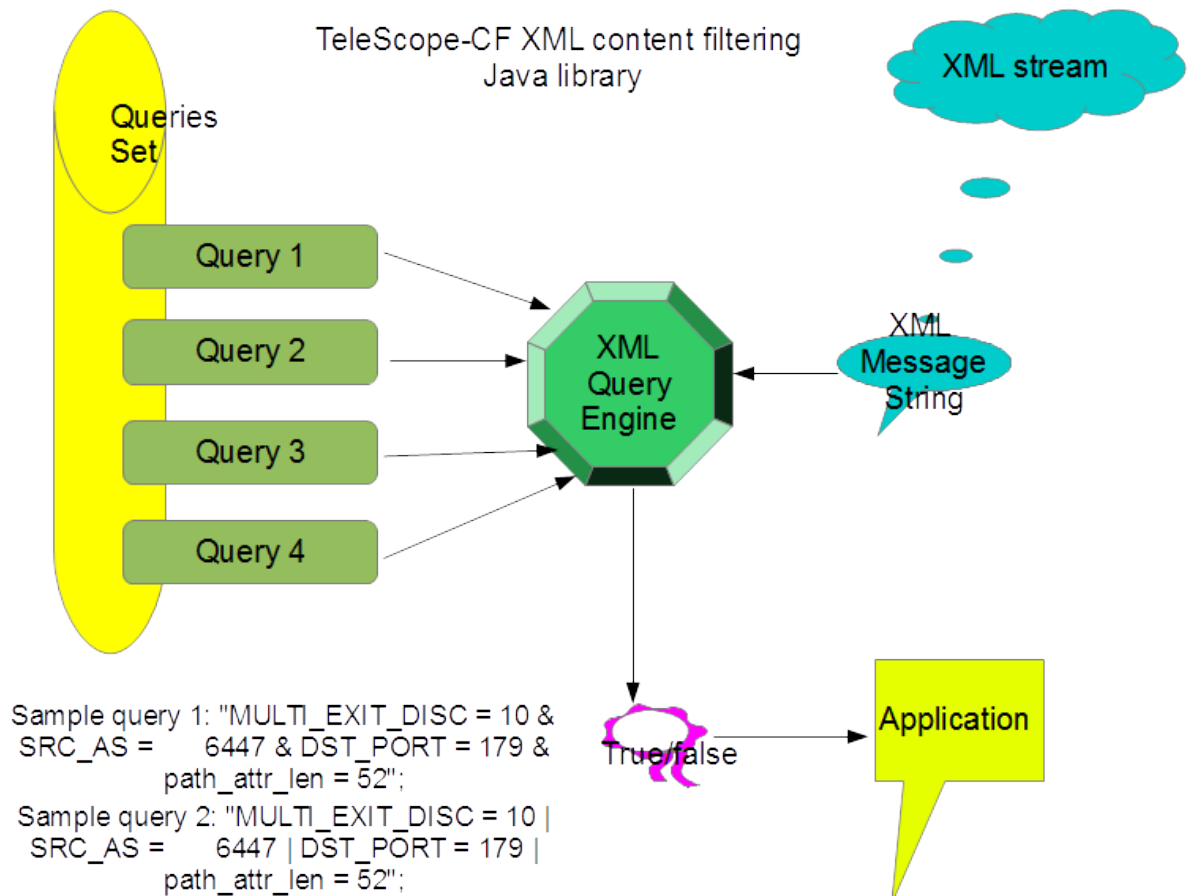 TeleScope-CF XML content filtering
Java library
XML stream
Queries
Set
Query 1
Query 2
Query 3
Query 4
XML
Query
Engine
XML
Message
String
True/false
Application
Sample query 1: "MULTI_EXIT_DISC = 10 &
SRC_AS = 6447 & DST_PORT = 179 &
path_attr_len = 52";
Sample query 2: "MULTI_EXIT_DISC = 10 |
SRC_AS = 6447 | DST_PORT = 179 |
path_attr_len = 52";